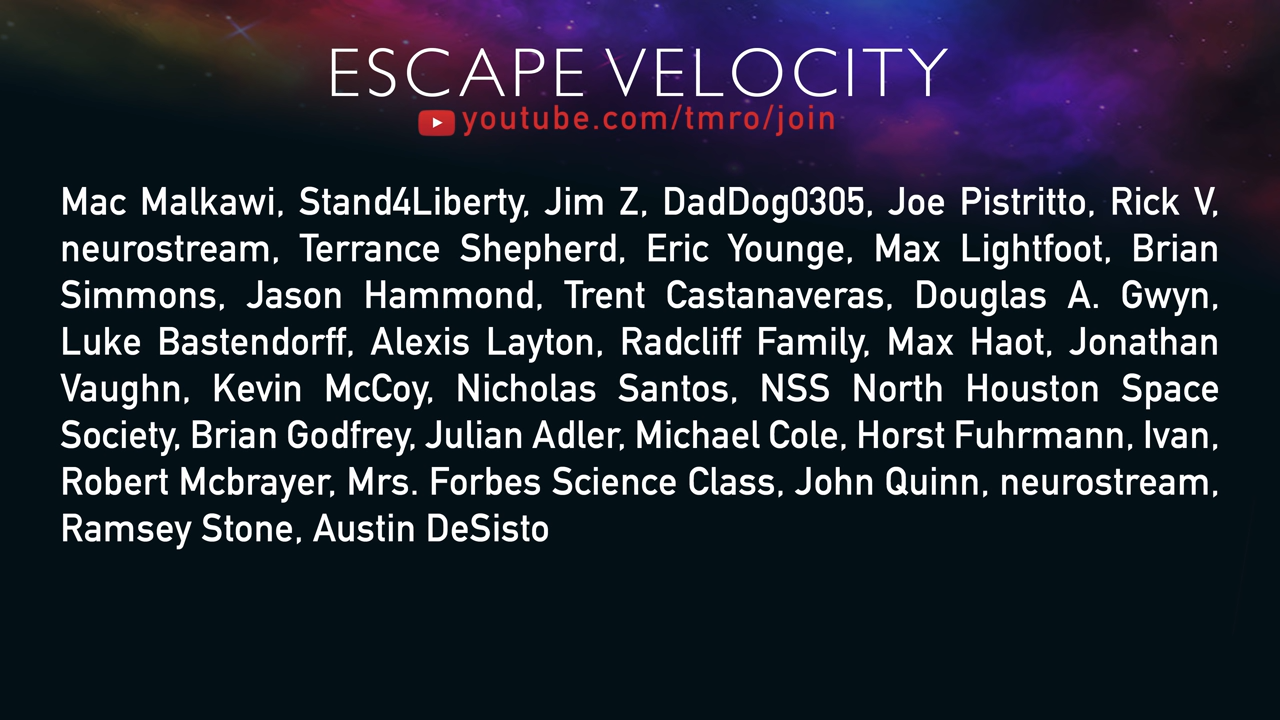 ESCAPE VELOCITY
youtube.com/tmro/join
Mac Malkawi, Stand4Liberty, Jim Z, DadDog0305, Joe Pistritto, Rick V,
neurostream, Terrance Shepherd, Eric Younge, Max Lightfoot, Brian
Simmons, Jason Hammond, Trent Castanaveras, Douglas A. Gwyn,
Luke Bastendorff, Alexis Layton, Radcliff Family, Max Haot, Jonathan
Vaughn, Kevin McCoy, Nicholas Santos, NSS North Houston Space
Society, Brian Godfrey, Julian Adler, Michael Cole, Horst Fuhrmann, Ivan,
Robert Mcbrayer, Mrs. Forbes Science Class, John Quinn, neurostream,
Ramsey Stone, Austin DeSisto